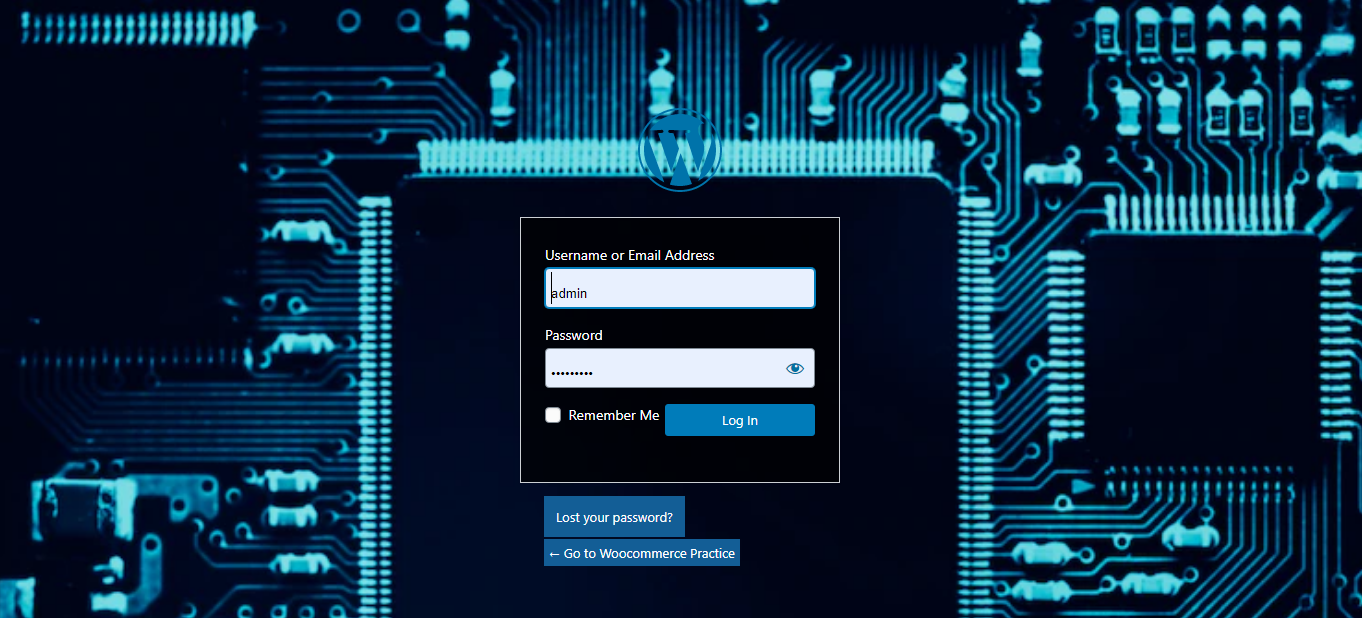 Username or Email Address
admin
Password
•••••••••
Remember Me
Log In
Lost your password?
← Go to Woocommerce Practice